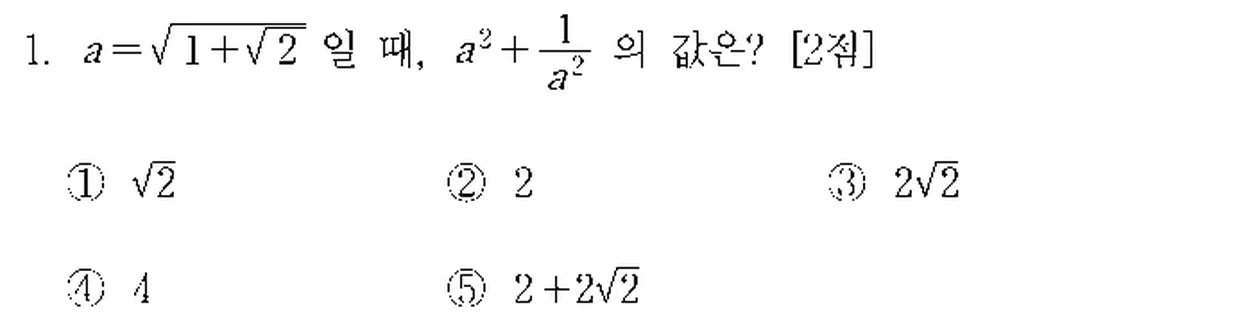 1. a=√(1+√2) 일 때, a²+1/a² 의 값은? [2점]
① √2 ② 2 ③ 2√2
④ 4 ⑤ 2+2√2